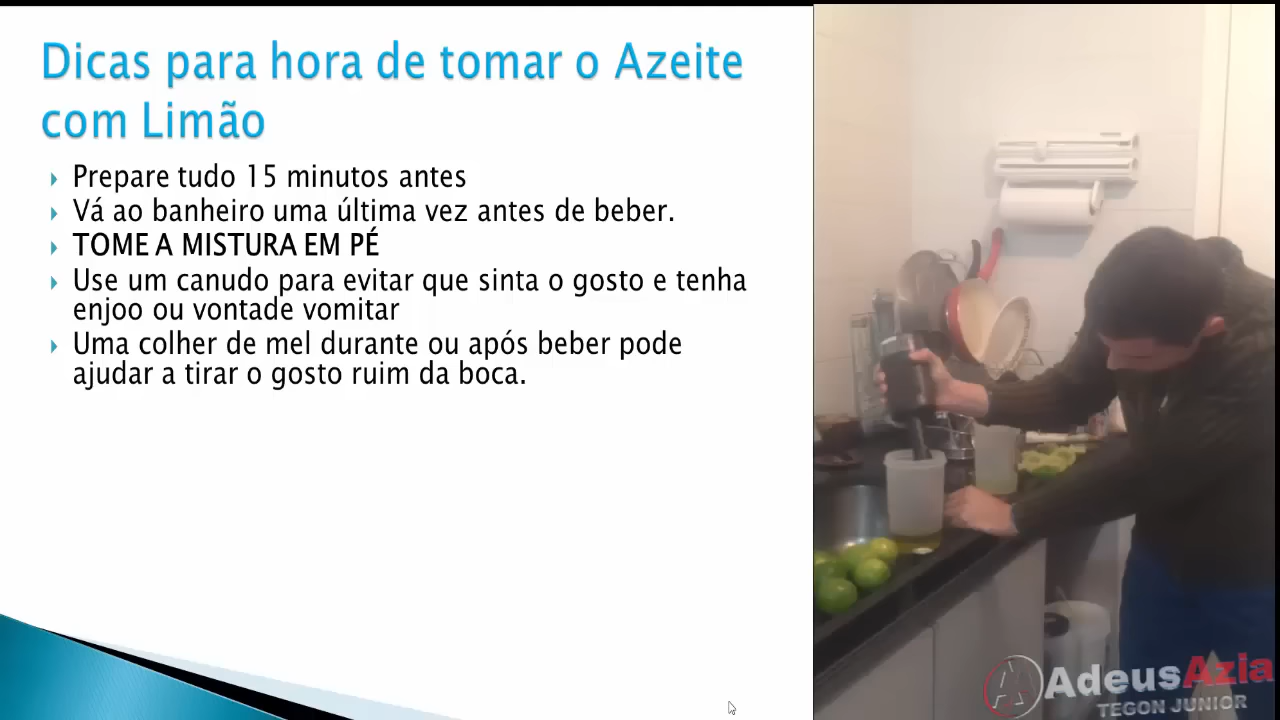 Dicas para hora de tomar o Azeite
com Limão
Prepare tudo 15 minutos antes
Vá ao banheiro uma última vez antes de beber.
TOME A MISTURA EM PÉ
Use um canudo para evitar que sinta o gosto e tenha
enjoo ou vontade vomitar
Uma colher de mel durante ou após beber pode
ajudar a tirar o gosto ruim da boca.
AdeusAzia
TEGON JUNIOR